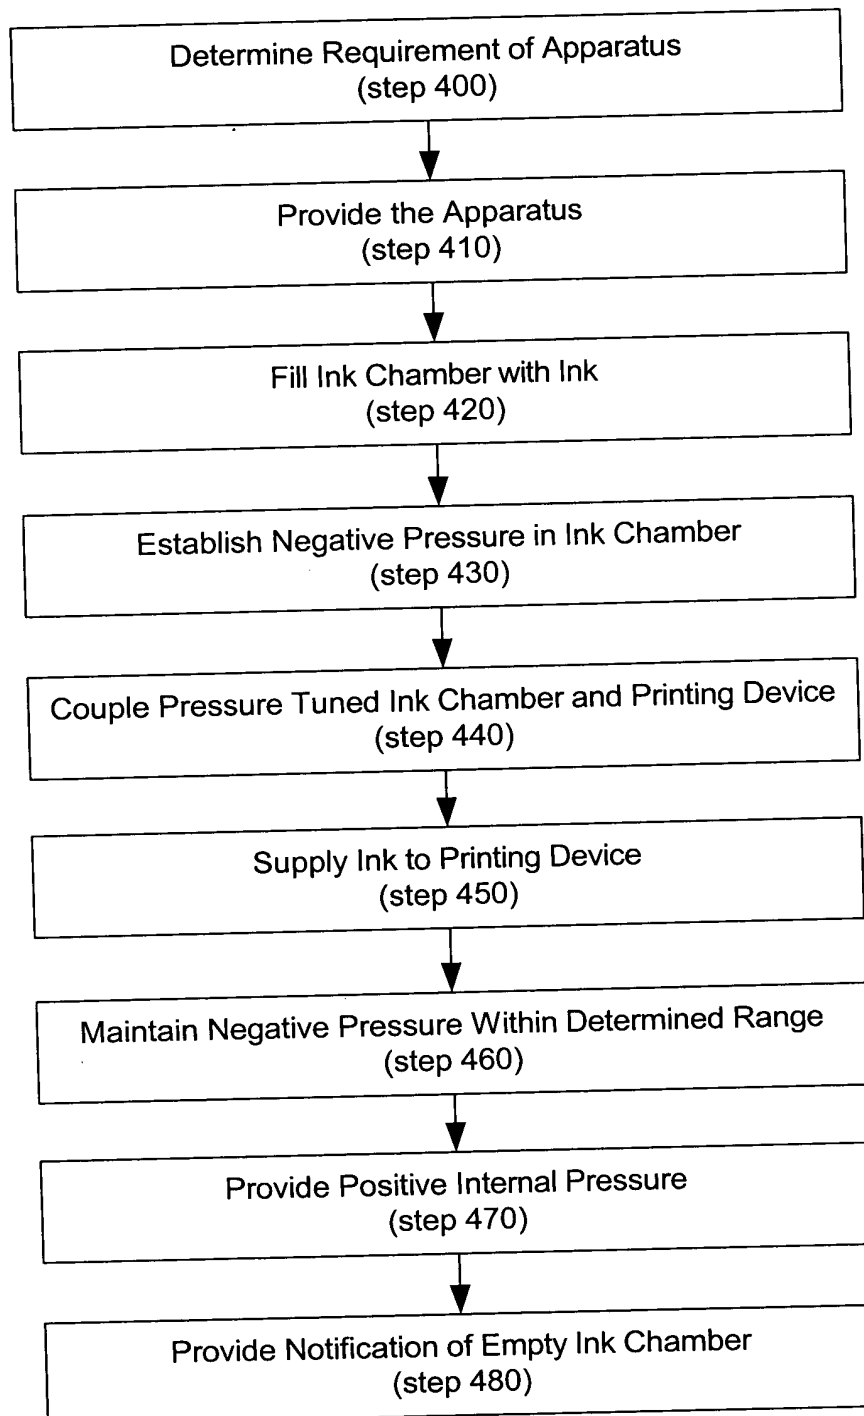 Determine Requirement of Apparatus
(step 400)
Provide the Apparatus
(step 410)
Fill Ink Chamber with Ink
(step 420)
Establish Negative Pressure in Ink Chamber
(step 430)
Couple Pressure Tuned Ink Chamber and Printing Device
(step 440)
Supply Ink to Printing Device
(step 450)
Maintain Negative Pressure Within Determined Range
(step 460)
Provide Positive Internal Pressure
(step 470)
Provide Notification of Empty Ink Chamber
(step 480)